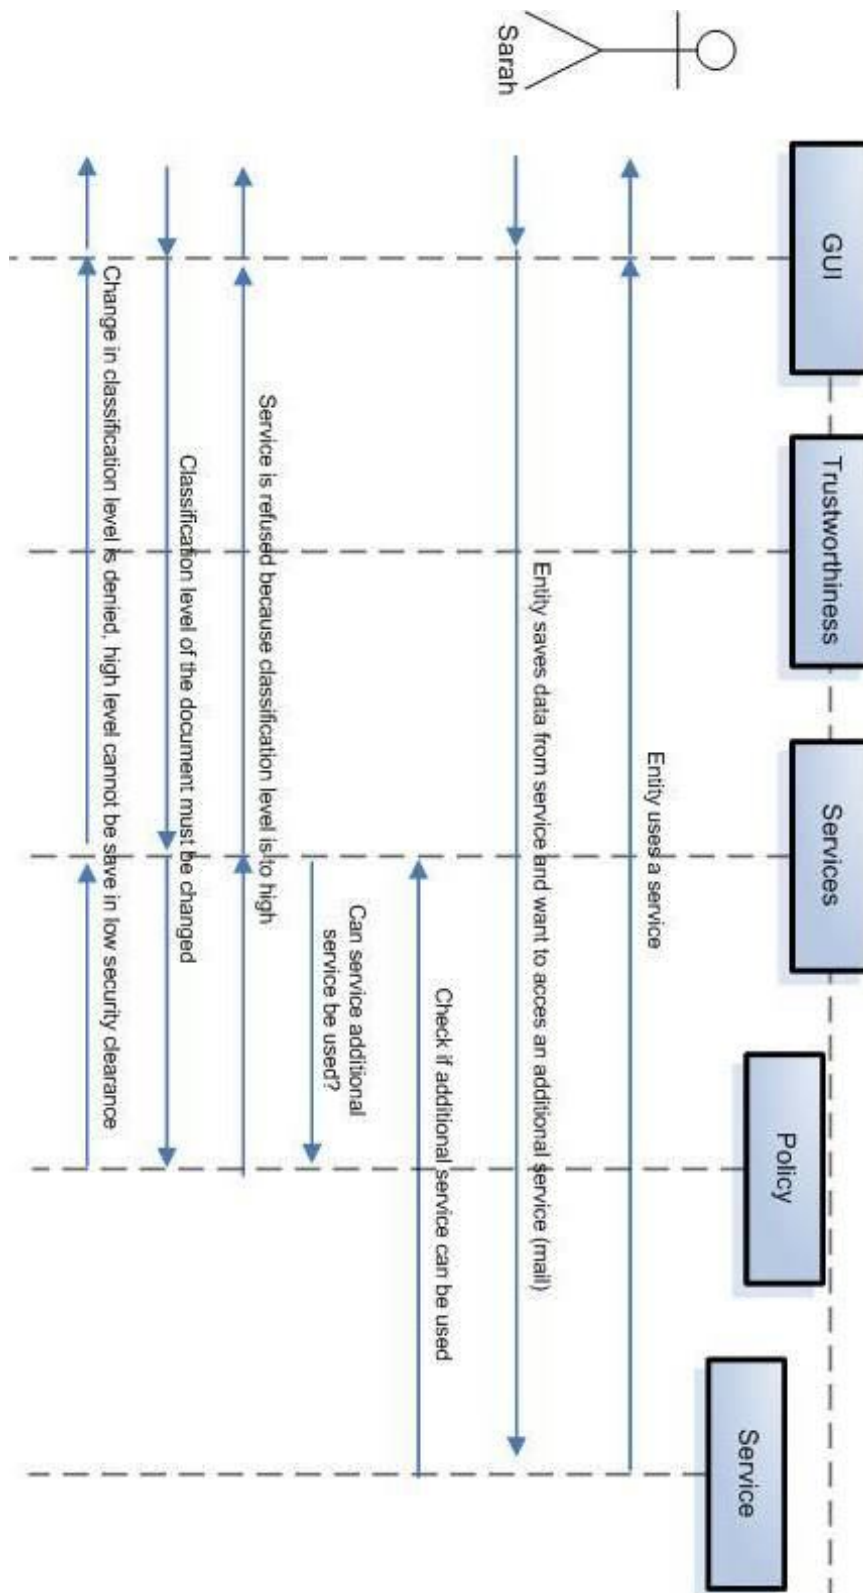 Sarah
GUI
Trustworthiness
Services
Policy
Service
Entity uses a service
Entity saves data from service and want to acces an additional service (mail)
Check if additional service can be used
Can service additional
service be used?
Service is refused because classification level is to high
Classification level of the document must be changed
Change in classification level is denied, high level cannot be save in low security clearance